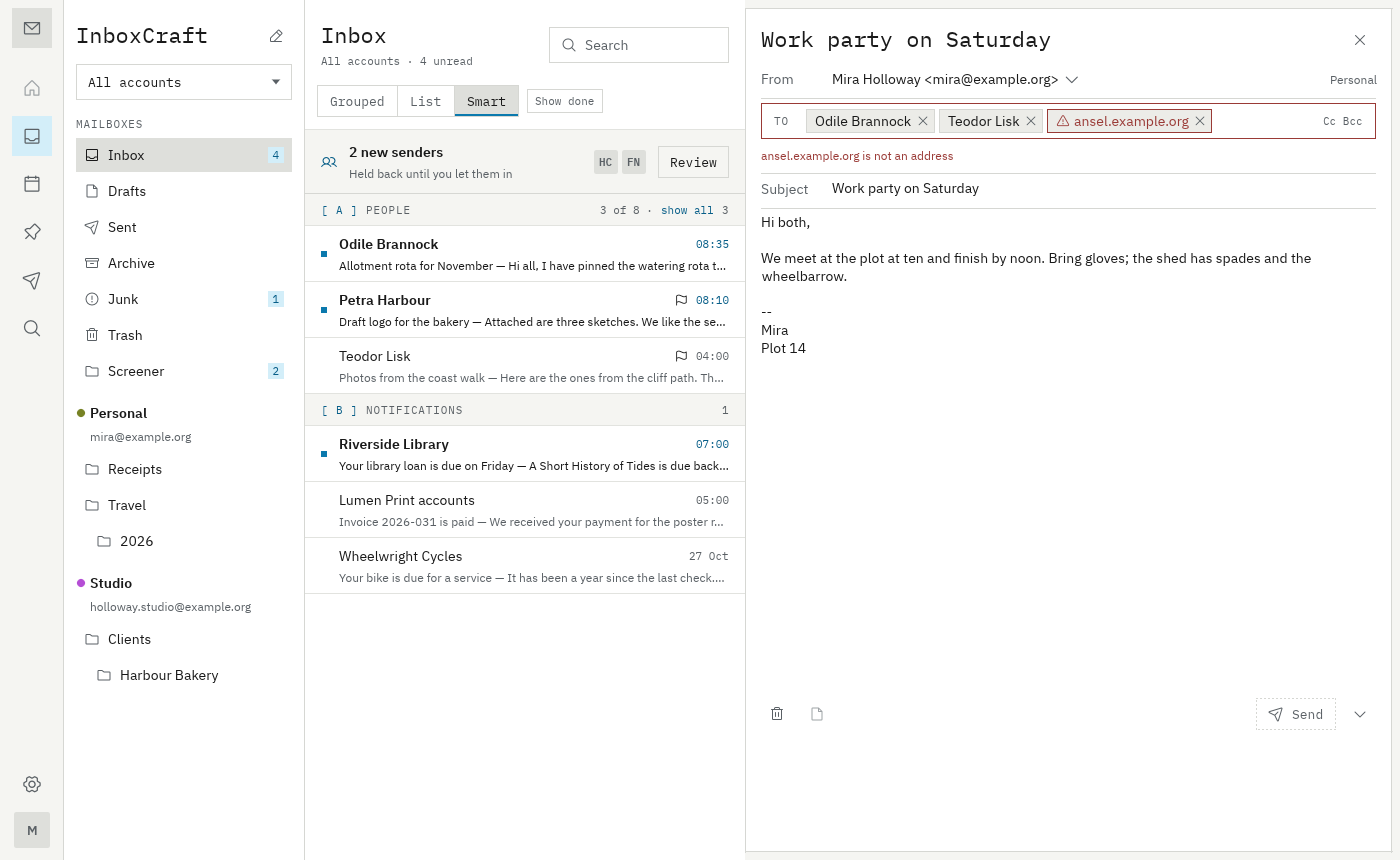 InboxCraft
All accounts
MAILBOXES
Inbox 4
Drafts
Sent
Archive
Junk 1
Trash
Screener 2
Personal
mira@example.org
Receipts
Travel
2026
Studio
holloway.studio@example.org
Clients
Harbour Bakery
M
Inbox
All accounts · 4 unread
Search
Grouped List Smart Show done
2 new senders
Held back until you let them in
HC FN Review
[ A ] PEOPLE 3 of 8 · show all 3
Odile Brannock 08:35
Allotment rota for November — Hi all, I have pinned the watering rota t…
Petra Harbour 08:10
Draft logo for the bakery — Attached are three sketches. We like the se…
Teodor Lisk 04:00
Photos from the coast walk — Here are the ones from the cliff path. Th…
[ B ] NOTIFICATIONS 1
Riverside Library 07:00
Your library loan is due on Friday — A Short History of Tides is due back…
Lumen Print accounts 05:00
Invoice 2026-031 is paid — We received your payment for the poster r…
Wheelwright Cycles 27 Oct
Your bike is due for a service — It has been a year since the last check.…
Work party on Saturday
From Mira Holloway <mira@example.org> Personal
TO Odile Brannock Teodor Lisk ansel.example.org Cc Bcc
ansel.example.org is not an address
Subject Work party on Saturday
Hi both,
We meet at the plot at ten and finish by noon. Bring gloves; the shed has spades and the
wheelbarrow.
--
Mira
Plot 14
Send